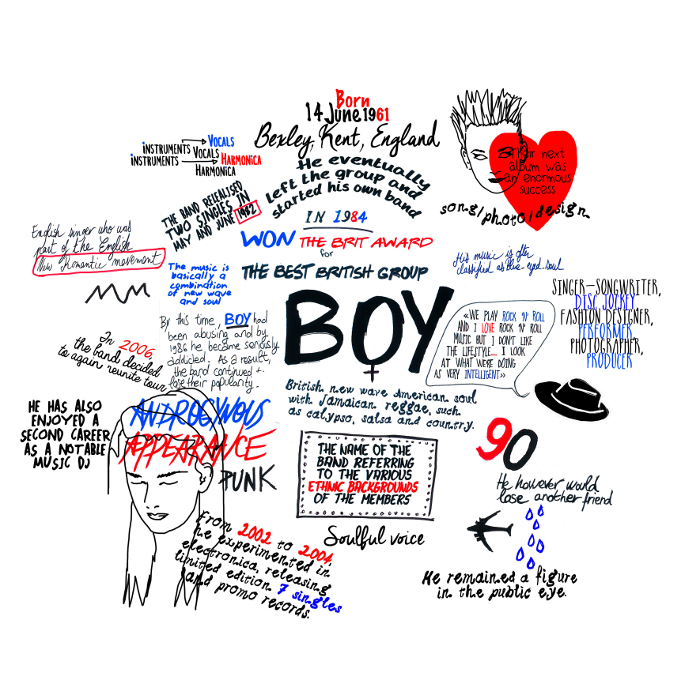 Born
14 June 1961
Bexley, Kent, England
INSTRUMENTS
VOCALS
INSTRUMENTS
VOCALS
HARMONICA
HARMONICA
He eventually
left the group and
started his own band
IN 1984
WON THE BRIT AWARD
for
THE BEST BRITISH GROUP
Their next
album was
an enormous
success
song/photo/design
THE BAND RELEALISED
TWO SINGLES IN
MAY AND JUNE 1982
English singer who was
part of the English
New Romantic movement
The music is
basically a
combination
of new wave
and soul
His music is often
classified as blue-eyed soul
SINGER-SONGWRITER,
DISC JOCKEY
FASHION DESIGNER,
PERFORMER
PHOTOGRAPHER,
PRODUCER
BOY
«WE PLAY ROCK 'N' ROLL
AND I LOVE ROCK 'N' ROLL
MUSIC BUT I DON'T LIKE
THE LIFESTYLE... I LOOK
AT WHAT WE'RE DOING
AS VERY INTELLIGENT»
By this time, BOY had
been abusing and by
1986 he became seriously
addicted. As a result,
the band continued +
lose their popularity.
In 2006,
the band decided
to again reunite tour
British new wave American soul
with Jamaican reggae, such
as calypso, salsa and country.
HE HAS ALSO
ENJOYED A
SECOND CAREER
AS A NOTABLE
MUSIC DJ
ANDROGYNOUS
APPEARANCE
PUNK
THE NAME OF THE
BAND REFERRING
TO THE VARIOUS
ETHNIC BACKGROUNDS
OF THE MEMBERS
Soulful voice
90
He however would
lose another friend
He remained a figure
in the public eye.
From 2002 to 2004,
he experimented in
electronica, releasing
limited edition 7 singles
and promo records.